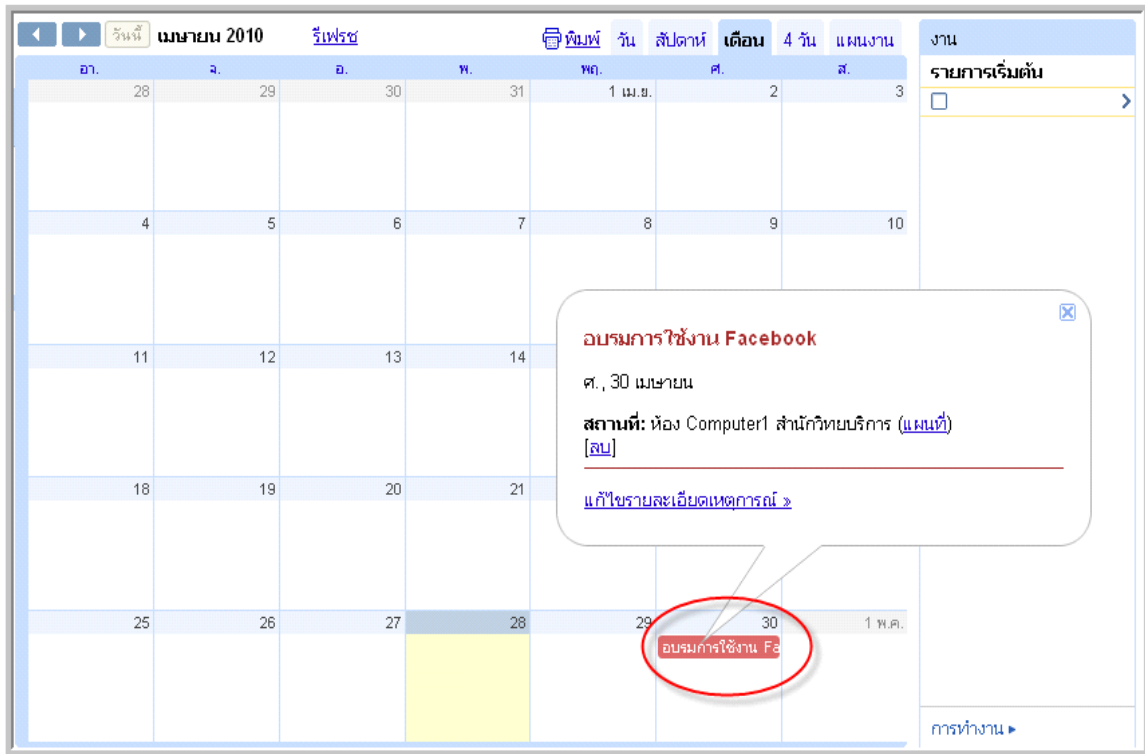 วันนี้ เมษายน 2010 รีเฟรช พิมพ์ วัน สัปดาห์ เดือน 4 วัน แผนงาน
อา. จ. อ. พ. พฤ. ศ. ส.
28 29 30 31 1 เม.ย. 2 3
4 5 6 7 8 9 10
11 12 13 14
18 19 20 21
25 26 27 28 29 30 1 พ.ค.
อบรมการใช้งาน Fa
อบรมการใช้งาน Facebook
ศ., 30 เมษายน
สถานที่: ห้อง Computer1 สำนักวิทยบริการ (แผนที่)
[ลบ]
แก้ไขรายละเอียดเหตุการณ์ »
งาน
รายการเริ่มต้น
การทำงาน ▸